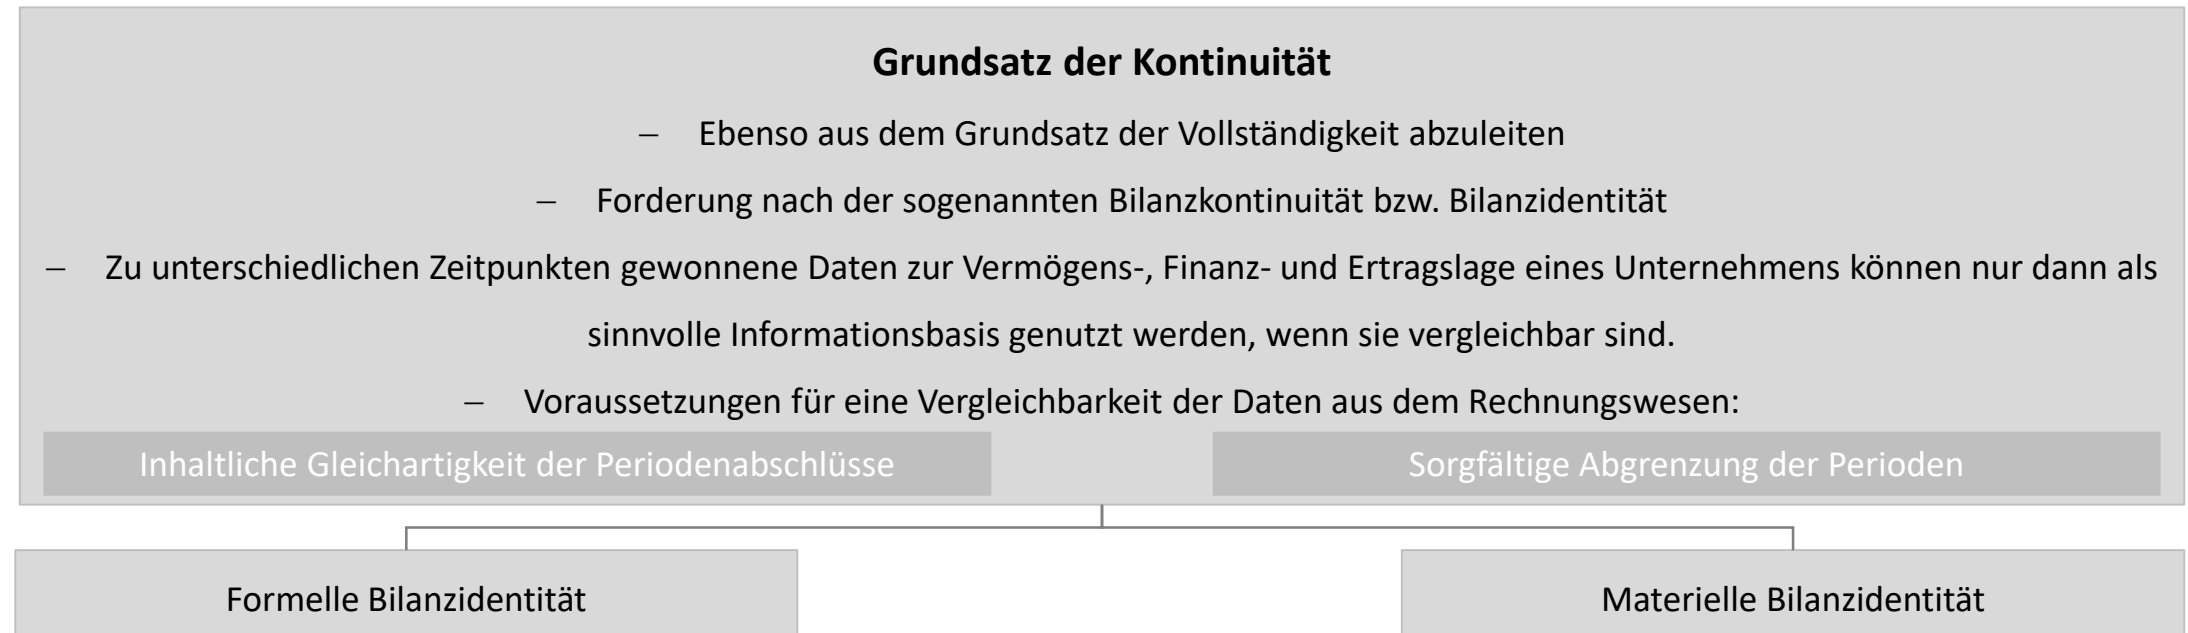 Grundsatz der Kontinuität
– Ebenso aus dem Grundsatz der Vollständigkeit abzuleiten
– Forderung nach der sogenannten Bilanzkontinuität bzw. Bilanzidentität
– Zu unterschiedlichen Zeitpunkten gewonnene Daten zur Vermögens-, Finanz- und Ertragslage eines Unternehmens können nur dann als
sinnvolle Informationsbasis genutzt werden, wenn sie vergleichbar sind.
– Voraussetzungen für eine Vergleichbarkeit der Daten aus dem Rechnungswesen:
Inhaltliche Gleichartigkeit der Periodenabschlüsse
Sorgfältige Abgrenzung der Perioden
Formelle Bilanzidentität
Materielle Bilanzidentität